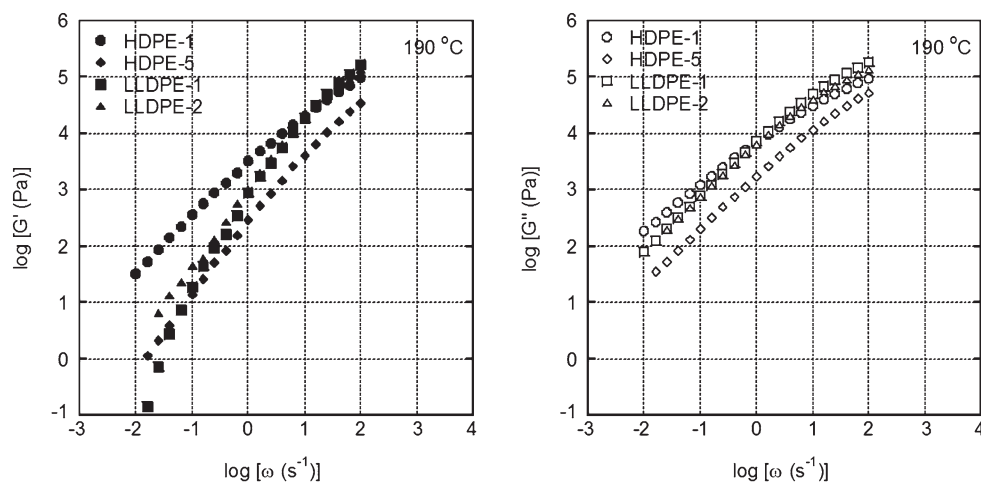 6
5
4
3
2
1
0
-1
-3
-2
-1
0
1
2
3
4
log [G' (Pa)]
log [ω (s⁻¹)]
HDPE-1
HDPE-5
LLDPE-1
LLDPE-2
190 °C
6
5
4
3
2
1
0
-1
-3
-2
-1
0
1
2
3
4
log [G'' (Pa)]
log [ω (s⁻¹)]
HDPE-1
HDPE-5
LLDPE-1
LLDPE-2
190 °C